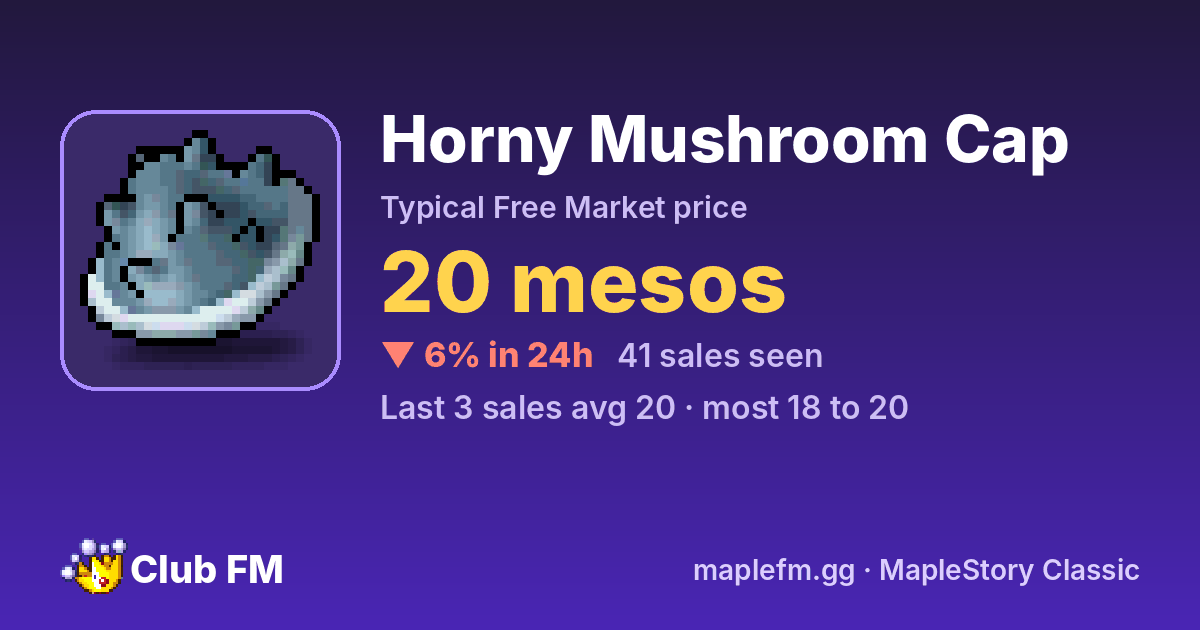 Horny Mushroom Cap
Typical Free Market price
20 mesos
▼ 6% in 24h 41 sales seen
Last 3 sales avg 20 · most 18 to 20
Club FM
maplefm.gg · MapleStory Classic